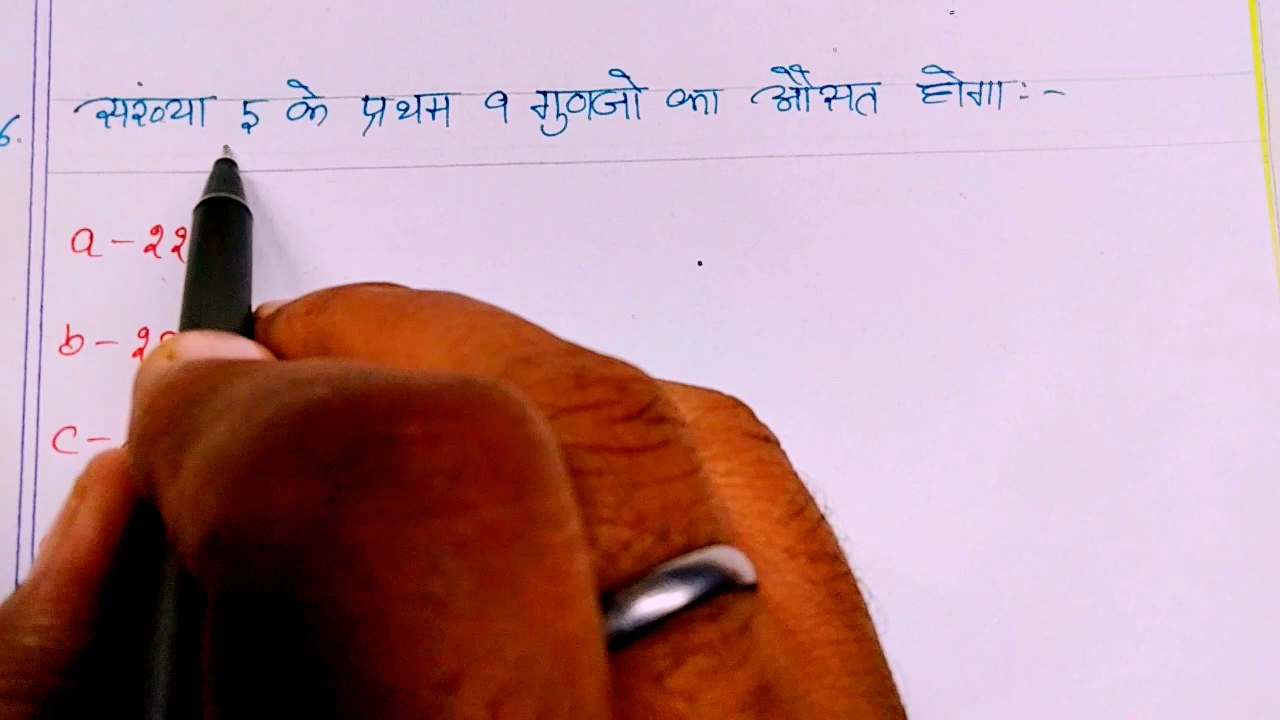 6. संख्या 5 के प्रथम 9 गुणजो का औसत होगा :-
a - 22
b - 2
c -